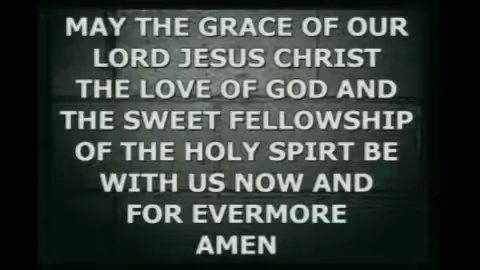 MAY THE GRACE OF OUR
LORD JESUS CHRIST
THE LOVE OF GOD AND
THE SWEET FELLOWSHIP
OF THE HOLY SPIRT BE
WITH US NOW AND
FOR EVERMORE
AMEN